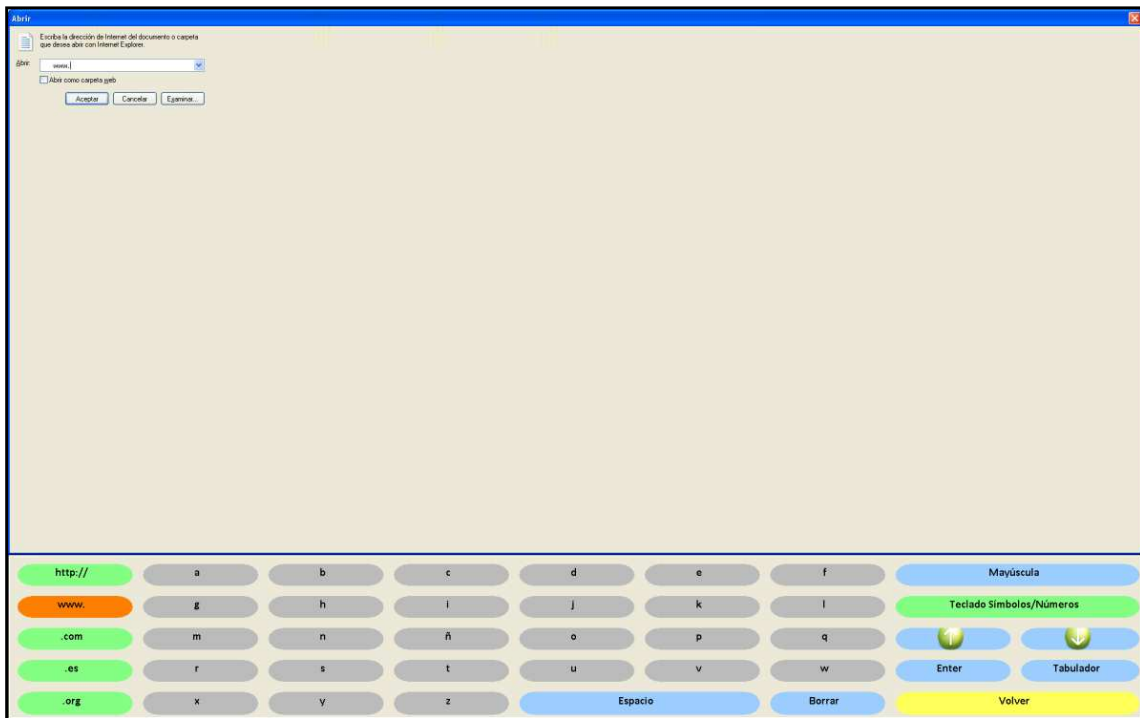 Abrir
Escriba la dirección de Internet del documento o carpeta
que desea abrir con Internet Explorer.
Abrir: www.
Abrir como carpeta web
Aceptar Cancelar Examinar...
http:// a b c d e f Mayúscula
www. g h i j k l Teclado Símbolos/Números
.com m n ñ o p q
.es r s t u v w Enter Tabulador
.org x y z Espacio Borrar Volver